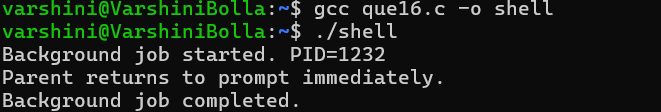 varshini@VarshiniBolla:~$ gcc que16.c -o shell
varshini@VarshiniBolla:~$ ./shell
Background job started. PID=1232
Parent returns to prompt immediately.
Background job completed.